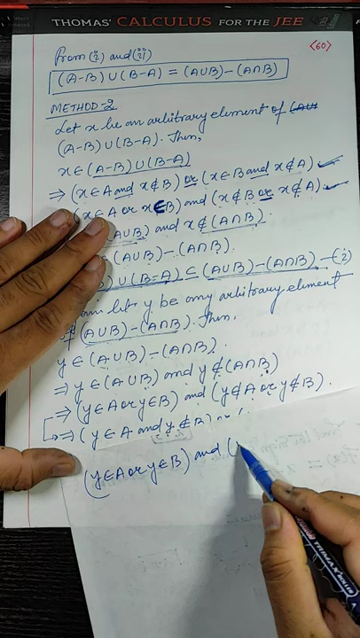 THOMAS' CALCULUS FOR THE JEE
<60>
From (i) and (ii)
(A-B)∪(B-A) = (A∪B)-(A∩B)
METHOD-2
Let x be an arbitrary element of
(A-B)∪(B-A). Then,
x∈(A-B)∪(B-A)
⇒ (x∈A and x∉B) or (x∈B and x∉A)
(x∈A or x∈B) and (x∉B or x∉A)
∪B) and x∉(A∩B).
∪B)-(A∩B).
B)∪(B-A)⊆(A∪B)-(A∩B) -(i)
let y be any arbitrary element
(A∪B)-(A∩B). Then,
y∈(A∪B)-(A∩B).
⇒ y∈(A∪B) and y∉(A∩B)
⇒ (y∈A or y∈B) and (y∉A or y∉B).
⇒ (y∈A and y∉B)
(y∈A or y∈B) and (